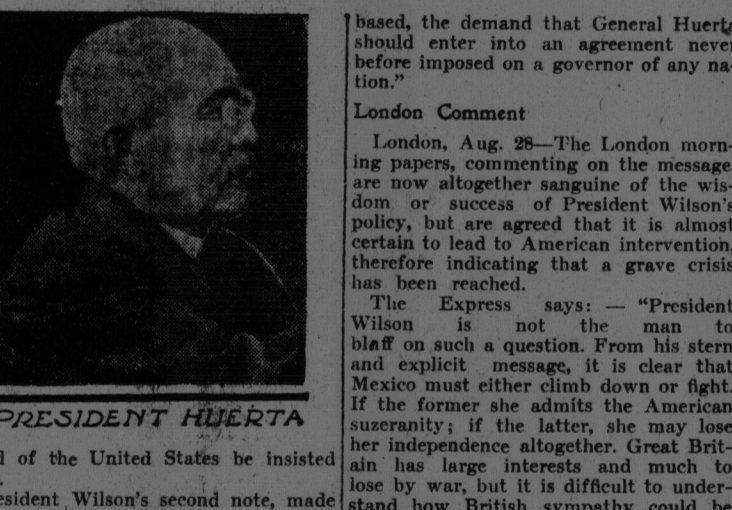 PRESIDENT HUERTA
of the United States be insisted
Wilson's second note, made
based, the demand that General Huerta
should enter into an agreement never
before imposed on a governor of any na-
tion."
London Comment
London, Aug. 28—The London morn-
ing papers, commenting on the message
are now altogether sanguine of the wis-
dom or success of President Wilson's
policy, but are agreed that it is almost
certain to lead to American intervention,
therefore indicating that a grave crisis
has been reached.
The Express says: — "President
Wilson is not the man to
bluff on such a question. From his stern
and explicit message, it is clear that
Mexico must either climb down or fight.
If the former she admits the American
suzeranity; if the latter, she may lose
her independence altogether. Great Brit-
ain has large interests and much to
lose by war, but it is difficult to under-
stand how British sympathy could be